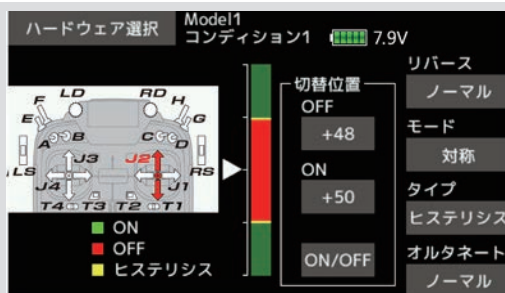 ハードウェア選択
Model1
コンディション1 7.9V
LD RD
F H
E G
A B C D
J3 J2
LS RS
J4 J1
T4 T3 T2 T1
ON
OFF
ヒステリシス
切替位置
OFF
+48
ON
+50
ON/OFF
リバース
ノーマル
モード
対称
タイプ
ヒステリシス
オルタネート
ノーマル